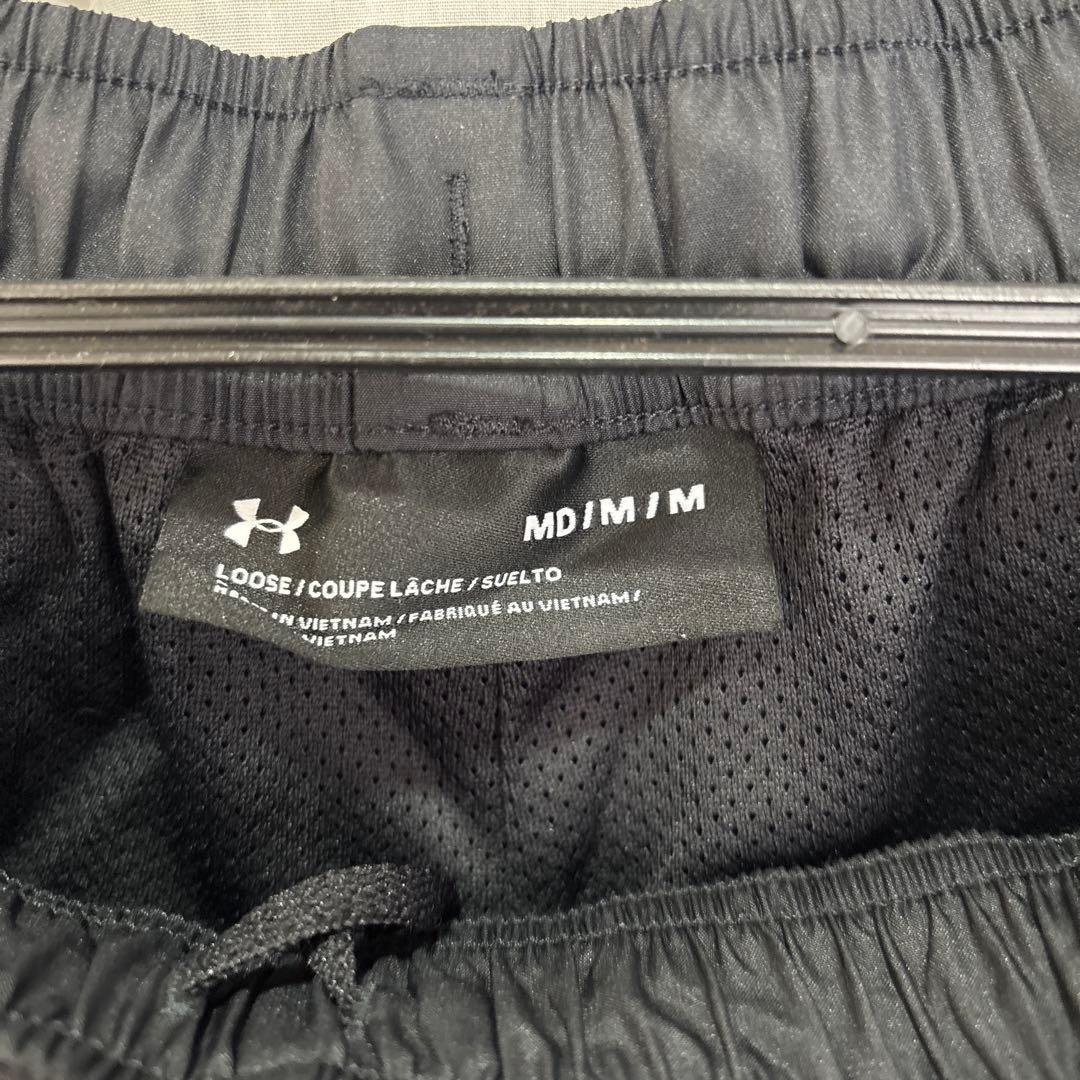 MD / M / M
LOOSE / COUPE LÂCHE / SUELTO
IN VIETNAM / FABRIQUÉ AU VIETNAM /
VIETNAM